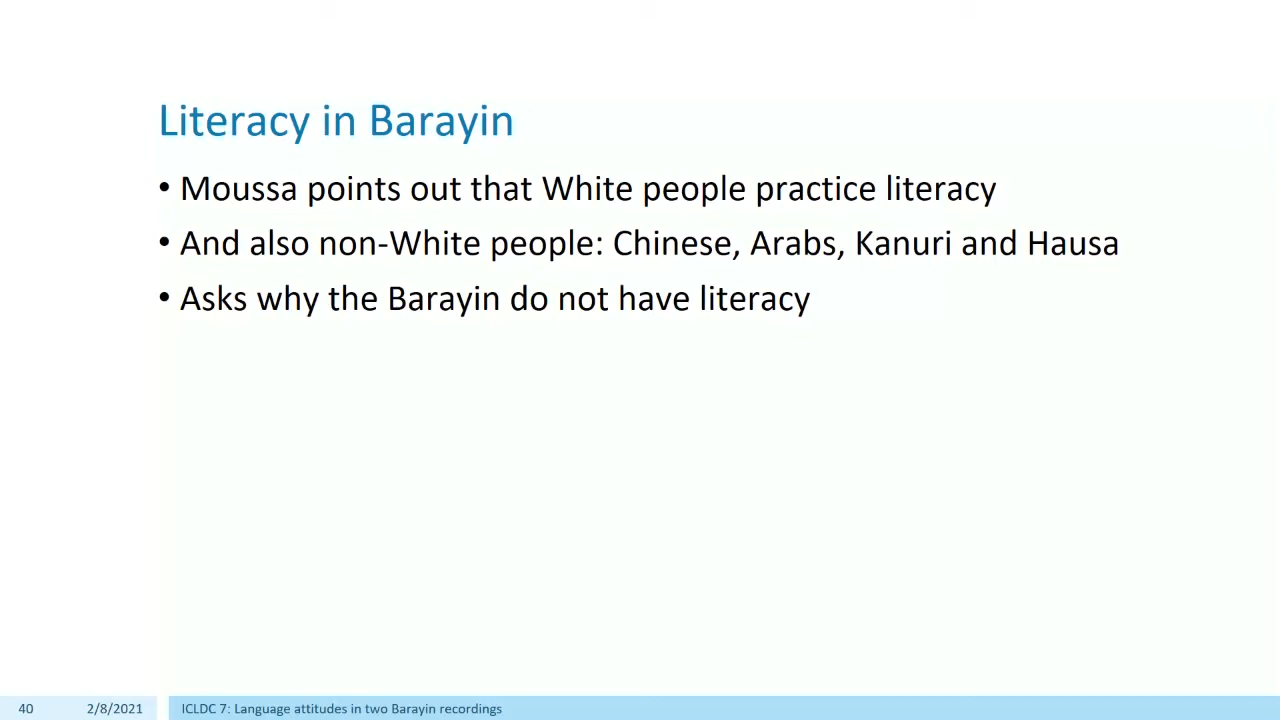 Literacy in Barayin
• Moussa points out that White people practice literacy
• And also non-White people: Chinese, Arabs, Kanuri and Hausa
• Asks why the Barayin do not have literacy
40 2/8/2021 ICLDC 7: Language attitudes in two Barayin recordings